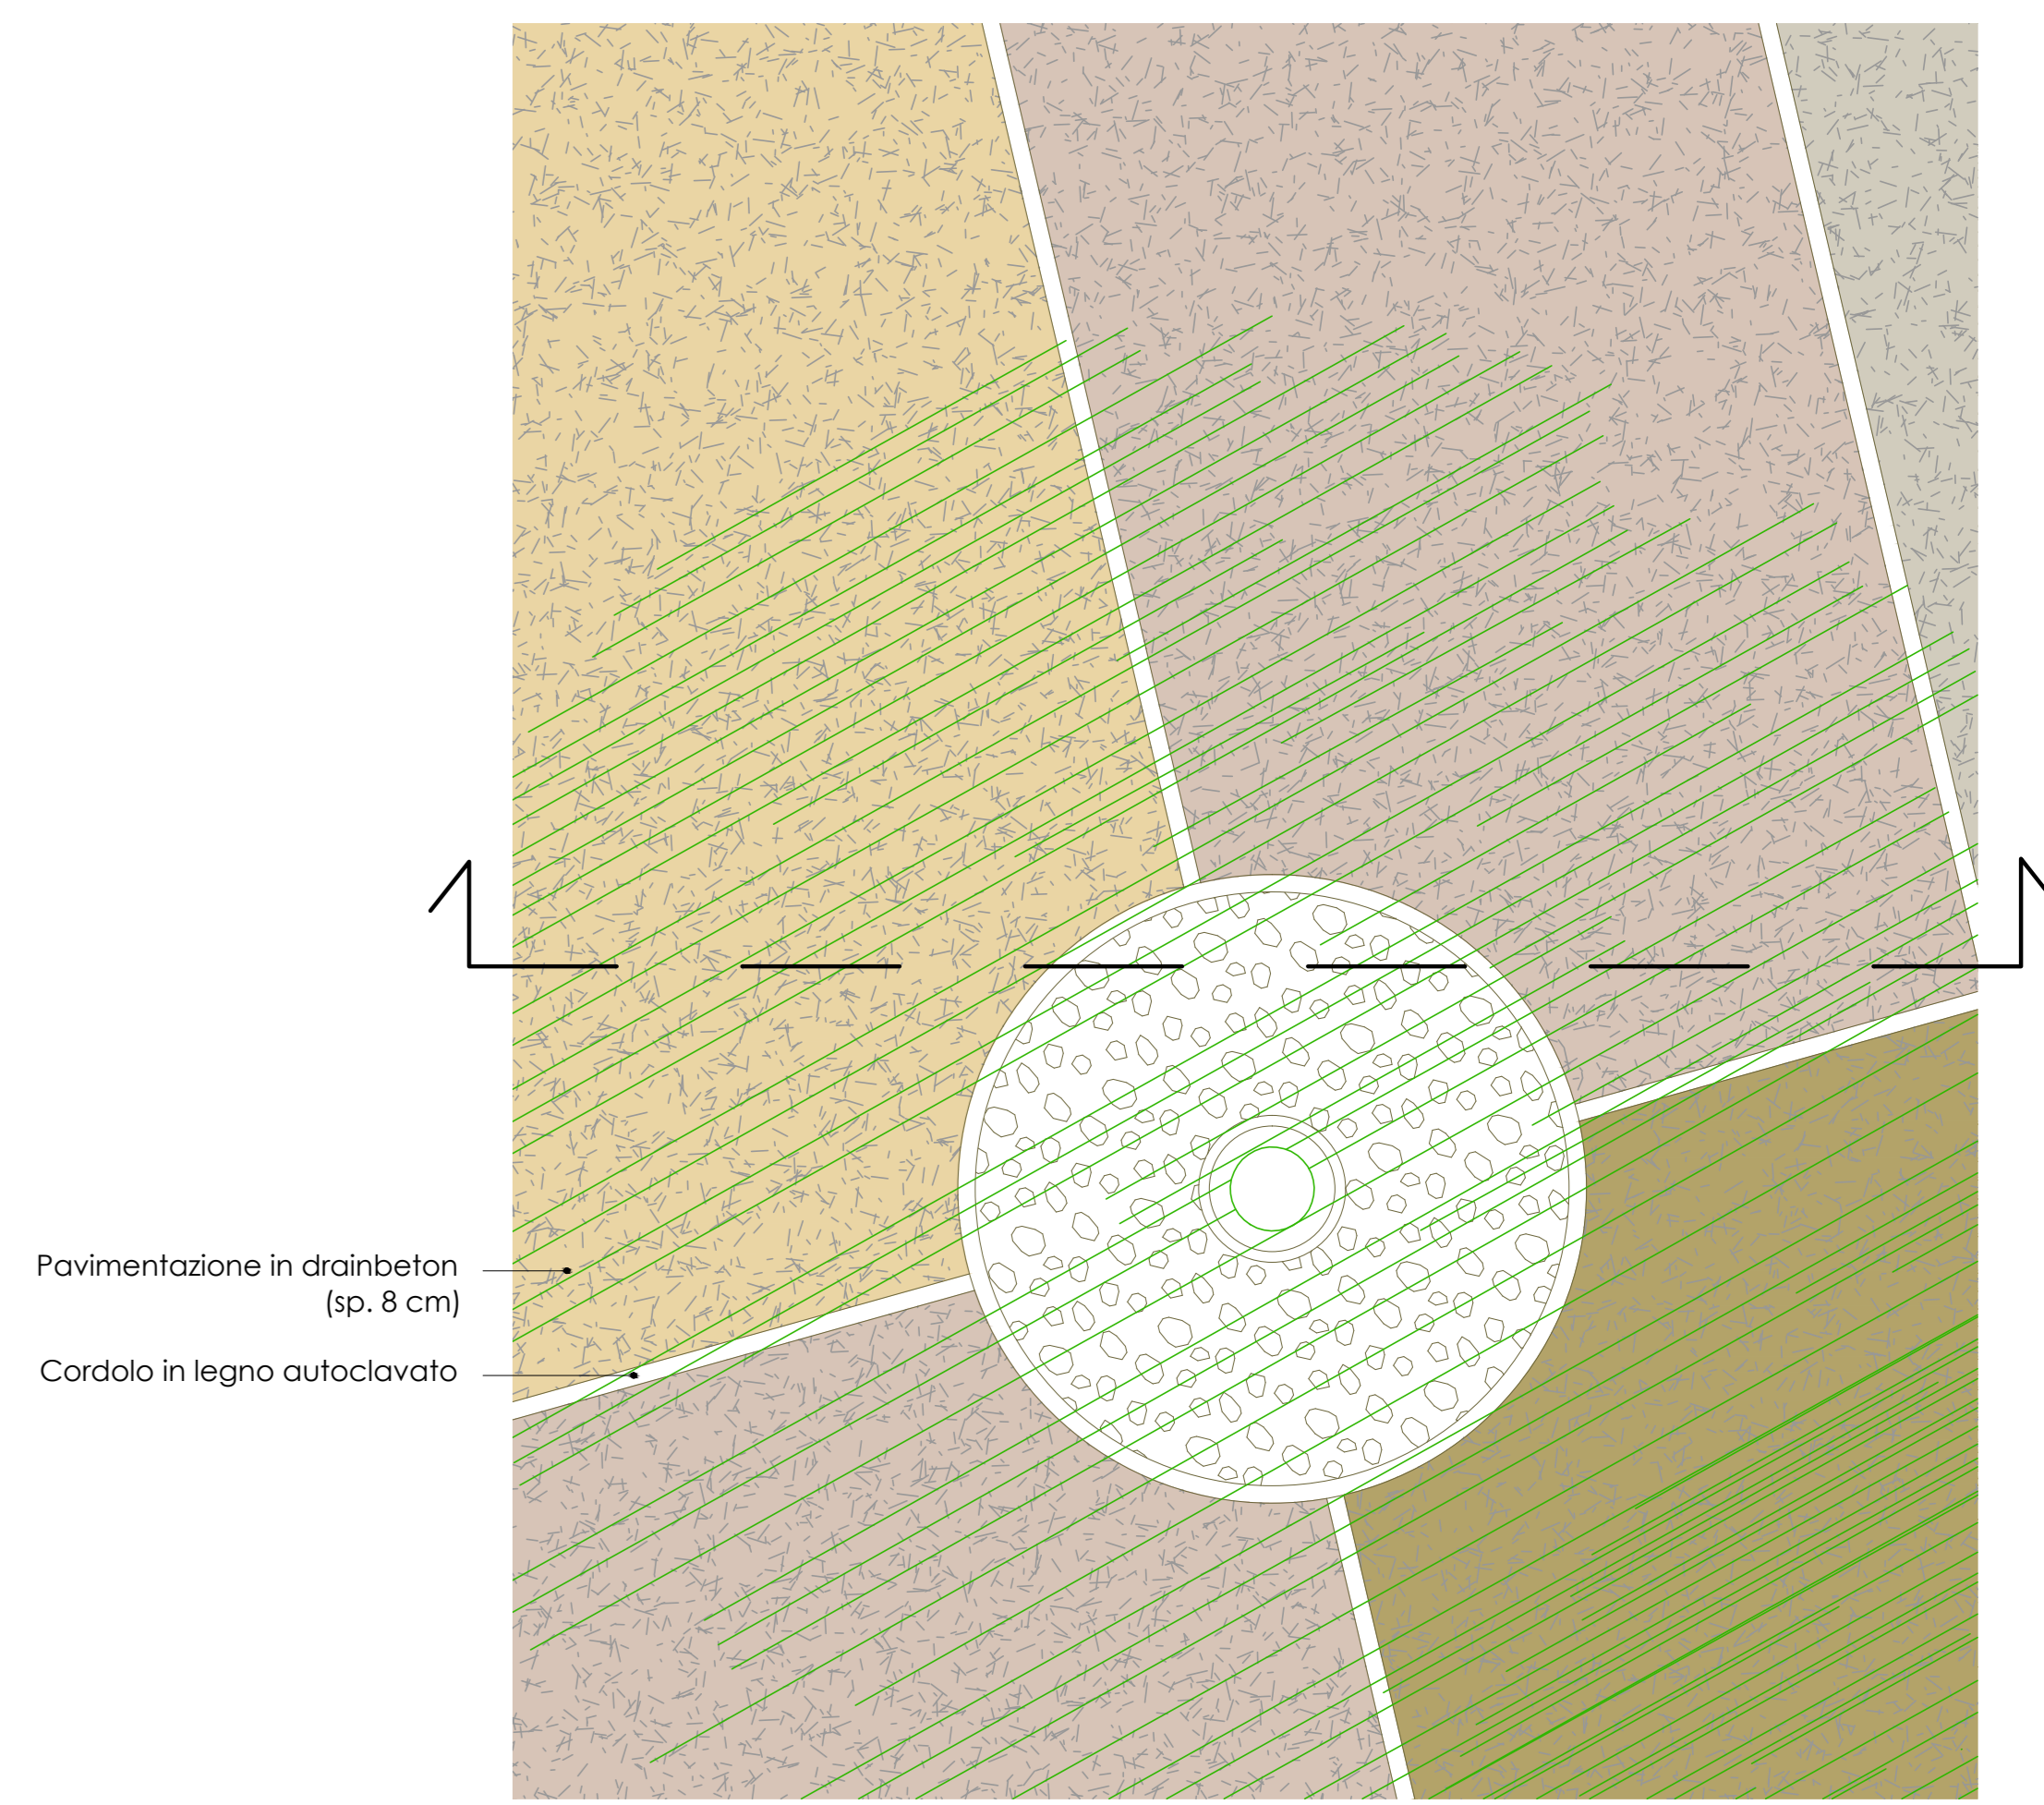 Pavimentazione in drainbeton
(sp. 8 cm)
Cordolo in legno autoclavato